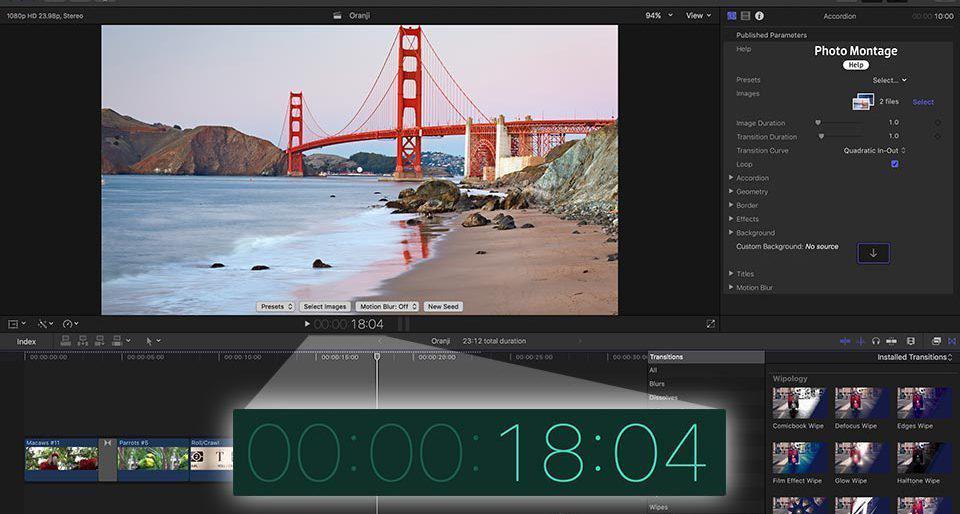 1080p HD 23.98p, Stereo
Oranji
94%
View
Accordion
00:00:10:00
Published Parameters
Help
Photo Montage
Help
Presets
Select...
Images
2 files
Select
Image Duration
1.0
Transition Duration
1.0
Transition Curve
Quadratic In-Out
Loop
Accordion
Geometry
Border
Effects
Background
Custom Background: No source
Titles
Motion Blur
Presets
Select Images
Motion Blur: Off
New Seed
00:00:18:04
Index
Oranji
23:12 total duration
Installed Transitions
00:00:00:00
00:00:05:00
00:00:10:00
00:00:15:00
00:00:20:00
00:00:25:00
Transitions
All
Blurs
Dissolves
Wipes
Wipology
Comicbook Wipe
Defocus Wipe
Edges Wipe
Film Effect Wipe
Glow Wipe
Halftone Wipe
Macaws #11
Parrots #5
Roll/Crawl
00:00:18:04